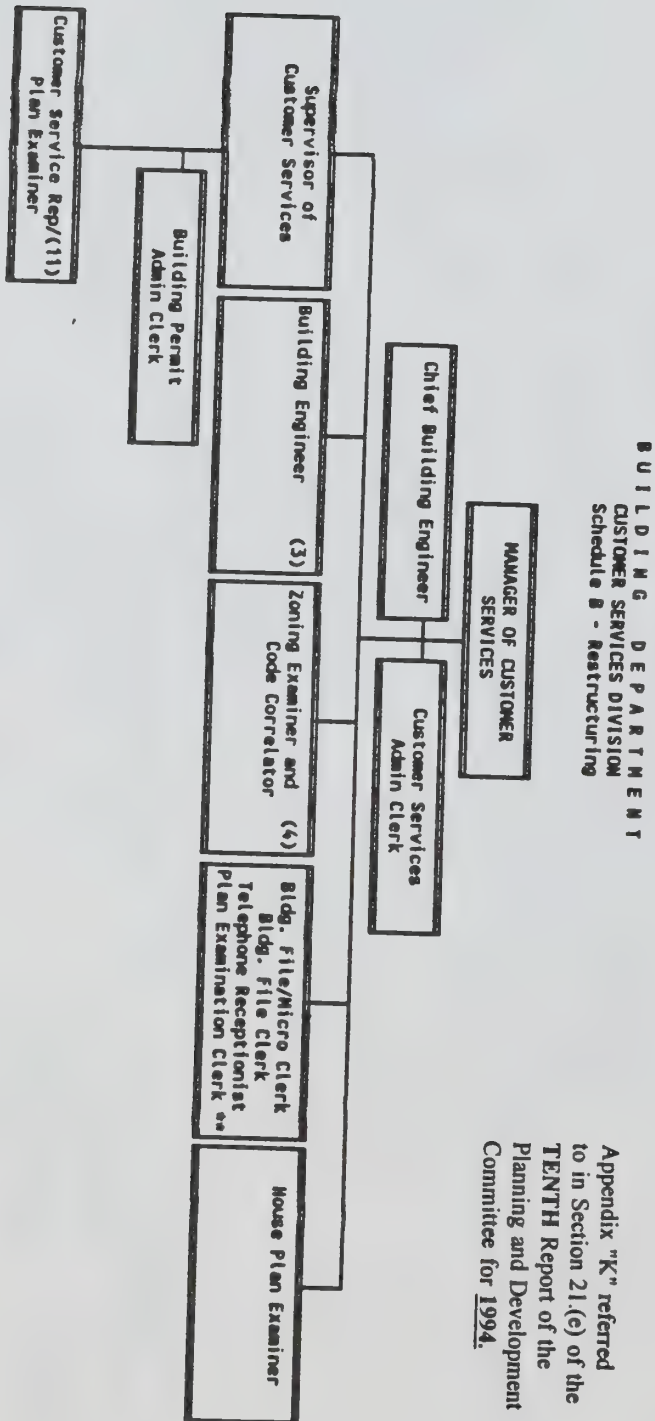 BUILDING DEPARTMENT
CUSTOMER SERVICES DIVISION
Schedule B - Restructuring
Appendix "K" referred
to in Section 21.(e) of the
TENTH Report of the
Planning and Development
Committee for 1994.
MANAGER OF CUSTOMER
SERVICES
Chief Building Engineer
Customer Services
Admin Clerk
Supervisor of
Customer Services
Building Engineer
(3)
Zoning Examiner and
Code Correlator (4)
Bldg. File/Micro Clerk
Bldg. File Clerk
Telephone Receptionist
Plan Examination Clerk **
House Plan Examiner
Building Permit
Admin Clerk
Customer Service Rep/(11)
Plan Examiner